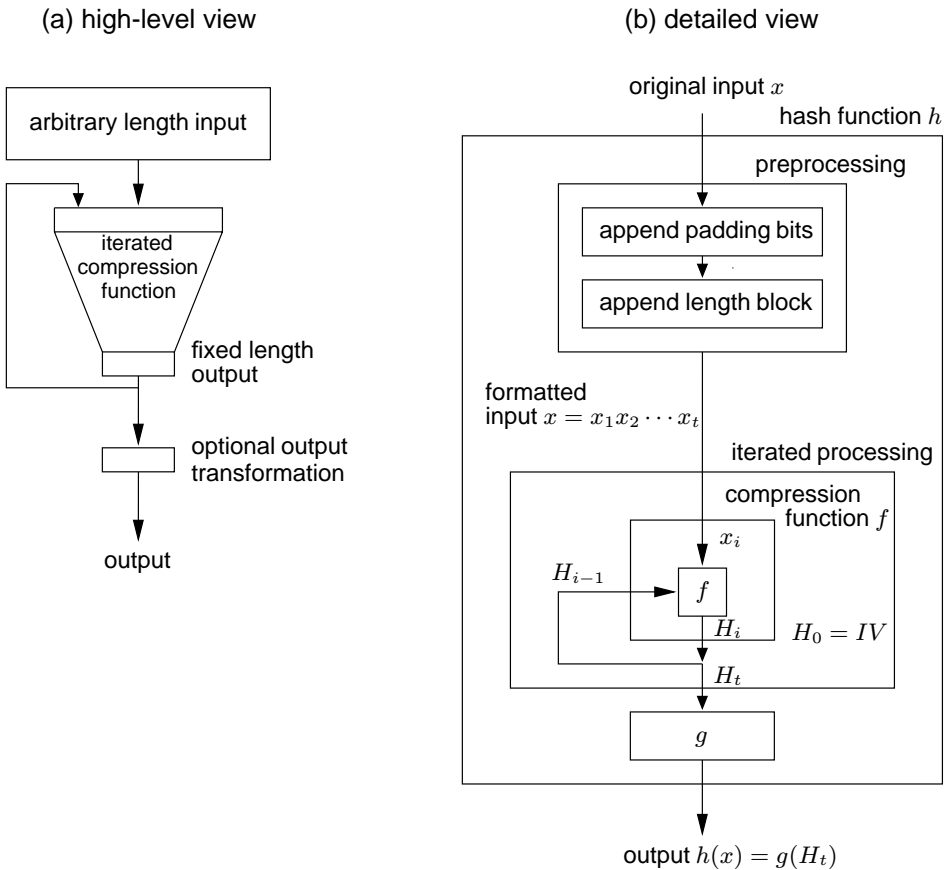 (a) high-level view
arbitrary length input
iterated
compression
function
fixed length
output
optional output
transformation
output
(b) detailed view
original input x
hash function h
preprocessing
append padding bits
append length block
formatted
input x = x₁x₂ ⋯ xₜ
iterated processing
compression
function f
xᵢ
Hᵢ₋₁
f
Hᵢ
H₀ = IV
Hₜ
g
output h(x) = g(Hₜ)